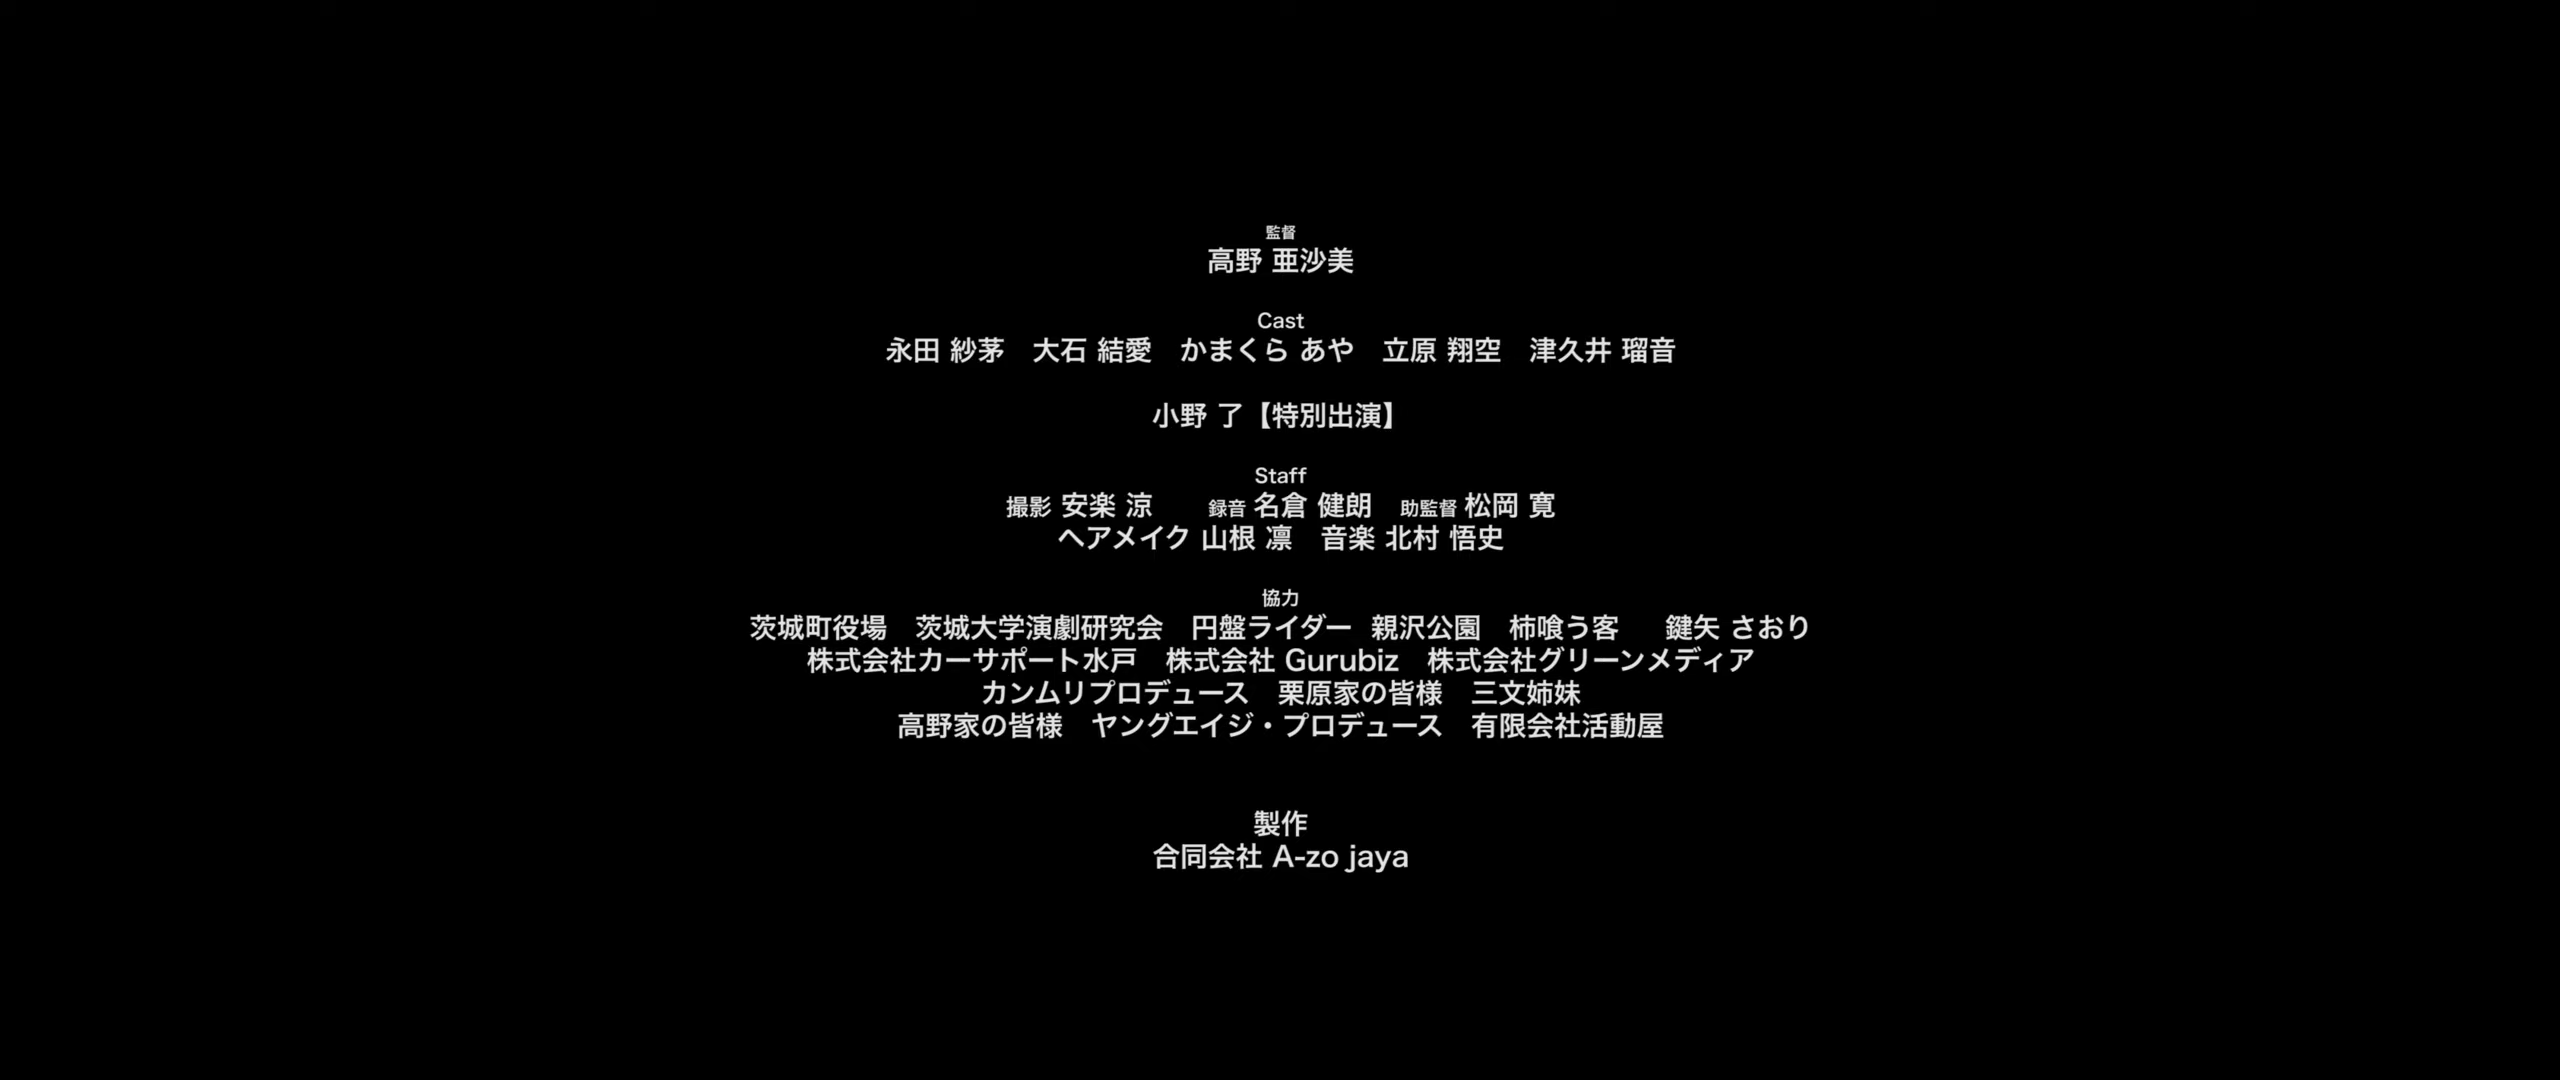 監督
高野 亜沙美
Cast
永田 紗茅　大石 結愛　かまくら あや　立原 翔空　津久井 瑠音
小野 了【特別出演】
Staff
撮影 安楽 涼　　録音 名倉 健朗　助監督 松岡 寛
ヘアメイク 山根 凛　音楽 北村 悟史
協力
茨城町役場　茨城大学演劇研究会　円盤ライダー　親沢公園　柿喰う客　鍵矢 さおり
株式会社カーサポート水戸　株式会社 Gurubiz　株式会社グリーンメディア
カンムリプロデュース　栗原家の皆様　三文姉妹
高野家の皆様　ヤングエイジ・プロデュース　有限会社活動屋
製作
合同会社 A-zo jaya